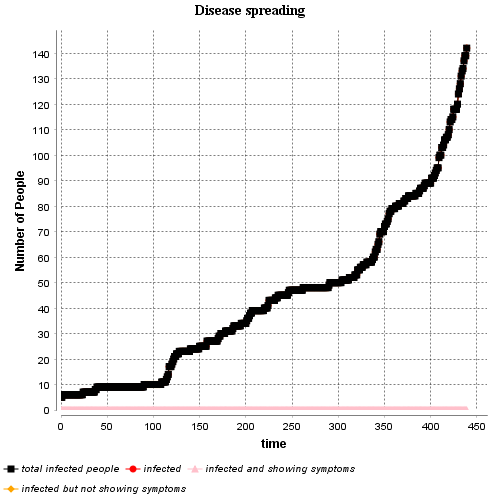 Disease spreading
Number of People
140
130
120
110
100
90
80
70
60
50
40
30
20
10
0
0 50 100 150 200 250 300 350 400 450
time
total infected people infected infected and showing symptoms
infected but not showing symptoms